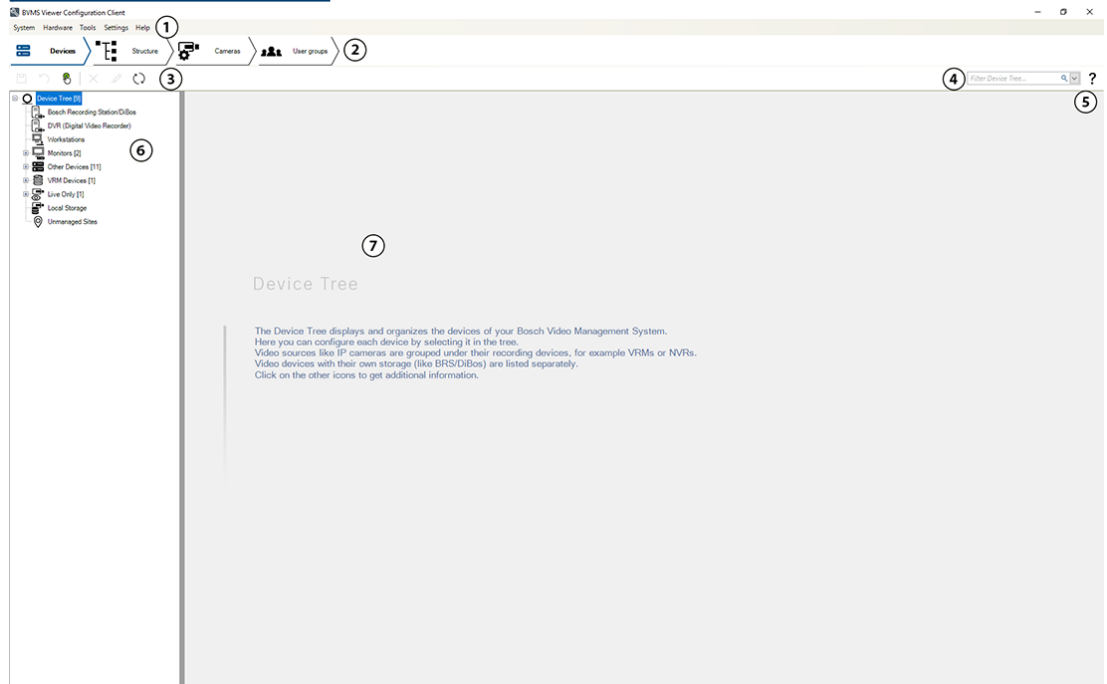 BVMS Viewer Configuration Client
System Hardware Tools Settings Help 1
Devices Structure Cameras User groups 2
3 4 Filter Device Tree... ?
5
Device Tree [9]
Bosch Recording Station/DiBos
DVR (Digital Video Recorder)
Workstations
Monitors [2] 6
Other Devices [11]
VRM Devices [1]
Live Only [1]
Local Storage
Unmanaged Sites
7
Device Tree
The Device Tree displays and organizes the devices of your Bosch Video Management System.
Here you can configure each device by selecting it in the tree.
Video sources like IP cameras are grouped under their recording devices, for example VRMs or NVRs.
Video devices with their own storage (like BRS/DiBos) are listed separately.
Click on the other icons to get additional information.